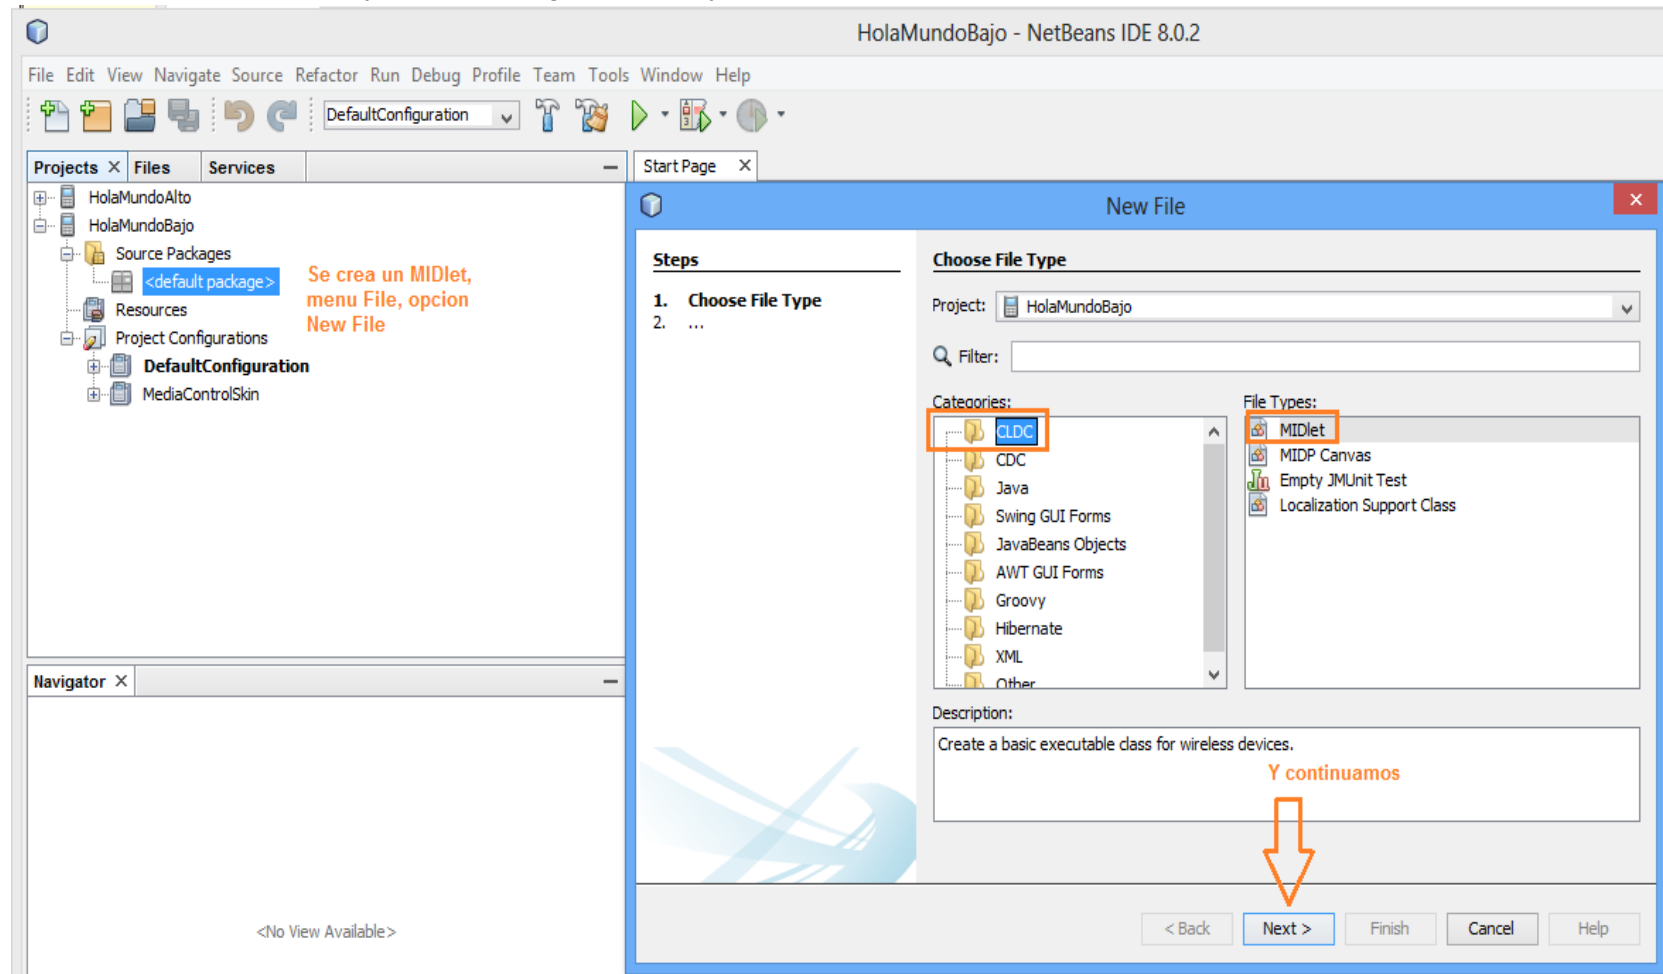 HolaMundoBajo - NetBeans IDE 8.0.2
File Edit View Navigate Source Refactor Run Debug Profile Team Tools Window Help
DefaultConfiguration
Projects Files Services
Start Page
HolaMundoAlto
HolaMundoBajo
Source Packages
<default package>
Resources
Project Configurations
DefaultConfiguration
MediaControlSkin
Se crea un MIDlet,
menu File, opcion
New File
Navigator
<No View Available>
New File
Steps
1. Choose File Type
2. ...
Choose File Type
Project: HolaMundoBajo
Filter:
Categories:
CLDC
CDC
Java
Swing GUI Forms
JavaBeans Objects
AWT GUI Forms
Groovy
Hibernate
XML
Other
File Types:
MIDlet
MIDP Canvas
Empty JMUnit Test
Localization Support Class
Description:
Create a basic executable class for wireless devices.
Y continuamos
< Back Next > Finish Cancel Help